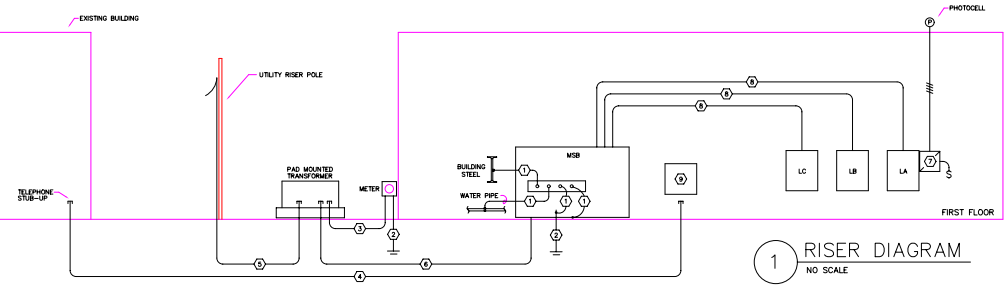 PHOTOCELL
EXISTING BUILDING
P
UTILITY RISER POLE
8
8
8
MSB
BUILDING
STEEL
1
PAD MOUNTED
TRANSFORMER
METER
LC
LB
LA
7
S
9
TELEPHONE
STUB-UP
WATER PIPE
1
1
1
FIRST FLOOR
3
2
2
5
6
4
1
RISER DIAGRAM
NO SCALE